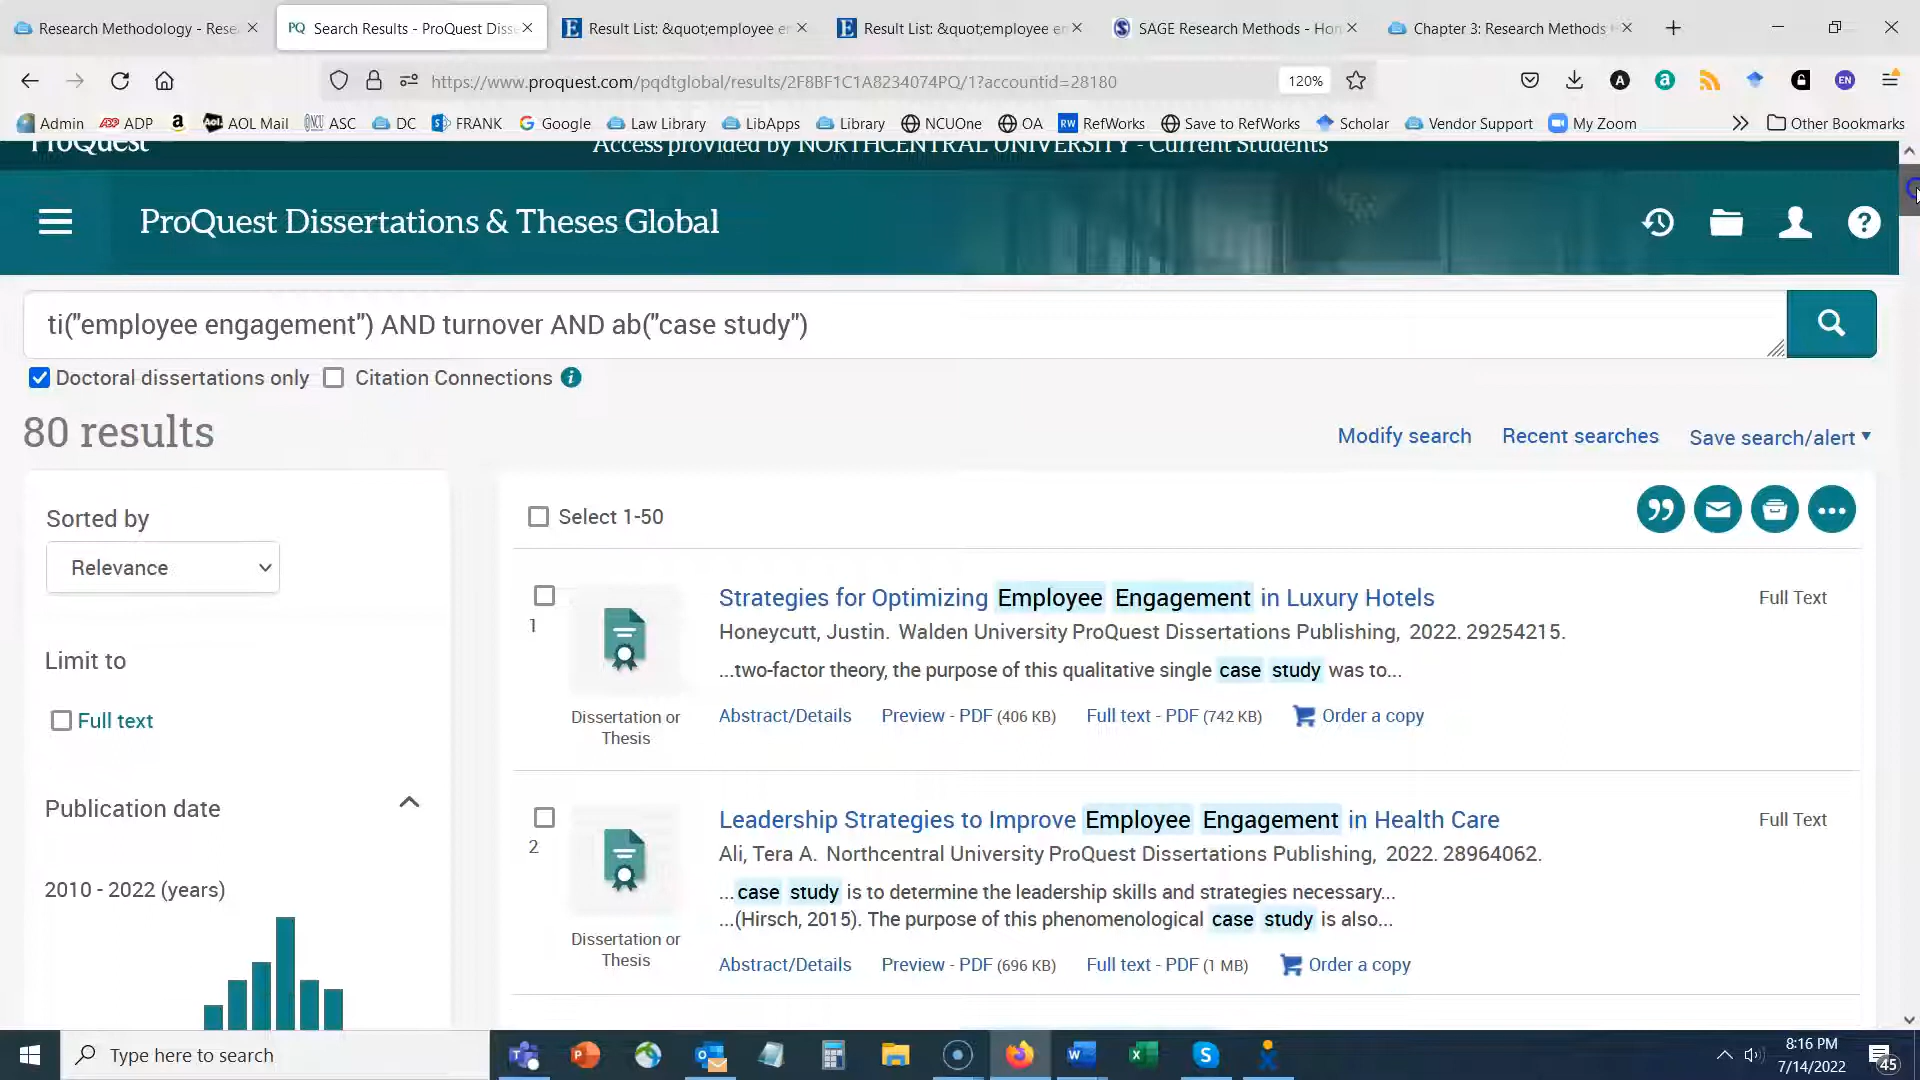 Research Methodology - Rese
PQ Search Results - ProQuest Diss
Result List: &quot;employee e
Result List: &quot;employee e
SAGE Research Methods - Ho
Chapter 3: Research Methods
https://www.proquest.com/pqdtglobal/results/2F8BF1C1A8234074PQ/1?accountid=28180
120%
A
a
EN
Admin
ADP ADP
a
Aol. AOL Mail
NCU ASC
DC
FRANK
G Google
Law Library
LibApps
Library
NCUOne
OA
RW RefWorks
Save to RefWorks
Scholar
Vendor Support
My Zoom
Other Bookmarks
ProQuest
Access provided by NORTHCENTRAL UNIVERSITY - Current Students
ProQuest Dissertations & Theses Global
ti("employee engagement") AND turnover AND ab("case study")
Doctoral dissertations only
Citation Connections
80 results
Modify search
Recent searches
Save search/alert
Sorted by
Relevance
Limit to
Full text
Publication date
2010 - 2022 (years)
Select 1-50
1
Strategies for Optimizing Employee Engagement in Luxury Hotels
Full Text
Honeycutt, Justin. Walden University ProQuest Dissertations Publishing, 2022. 29254215.
...two-factor theory, the purpose of this qualitative single case study was to...
Dissertation or
Thesis
Abstract/Details
Preview - PDF (406 KB)
Full text - PDF (742 KB)
Order a copy
2
Leadership Strategies to Improve Employee Engagement in Health Care
Full Text
Ali, Tera A. Northcentral University ProQuest Dissertations Publishing, 2022. 28964062.
...case study is to determine the leadership skills and strategies necessary...
...(Hirsch, 2015). The purpose of this phenomenological case study is also...
Dissertation or
Thesis
Abstract/Details
Preview - PDF (696 KB)
Full text - PDF (1 MB)
Order a copy
Type here to search
8:16 PM
7/14/2022
45